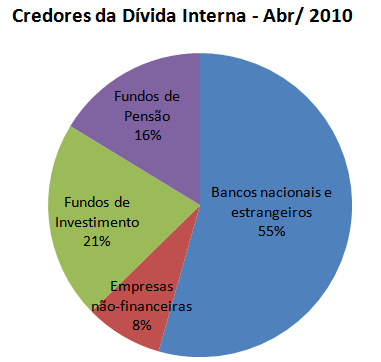 Credores da Dívida Interna - Abr/ 2010
Fundos de
Pensão
16%
Bancos nacionais e
estrangeiros
55%
Fundos de
Investimento
21%
Empresas
não-financeiras
8%